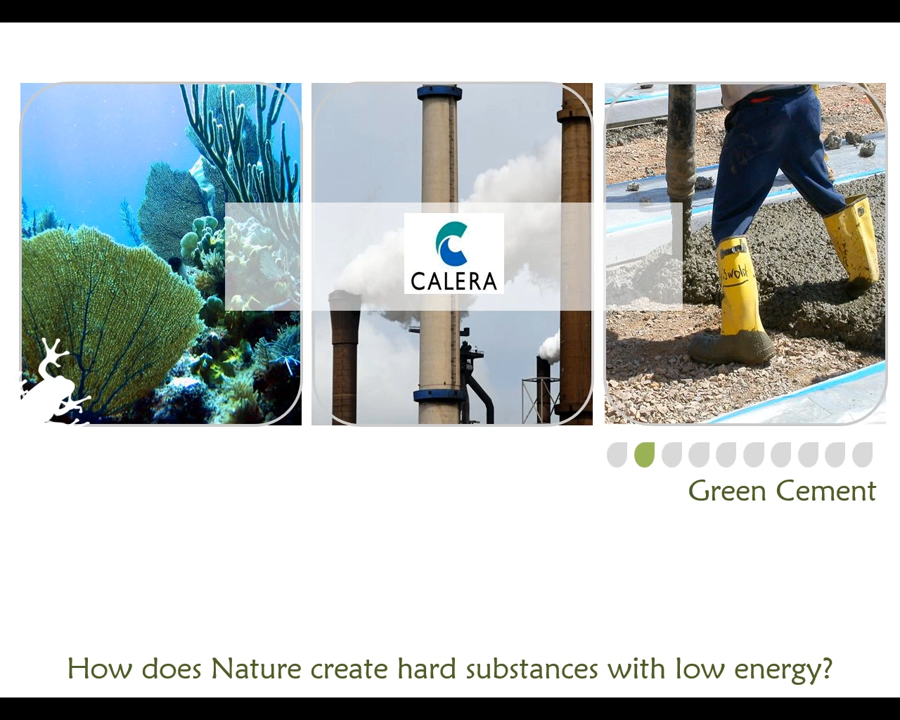 CALERA
Green Cement
How does Nature create hard substances with low energy?